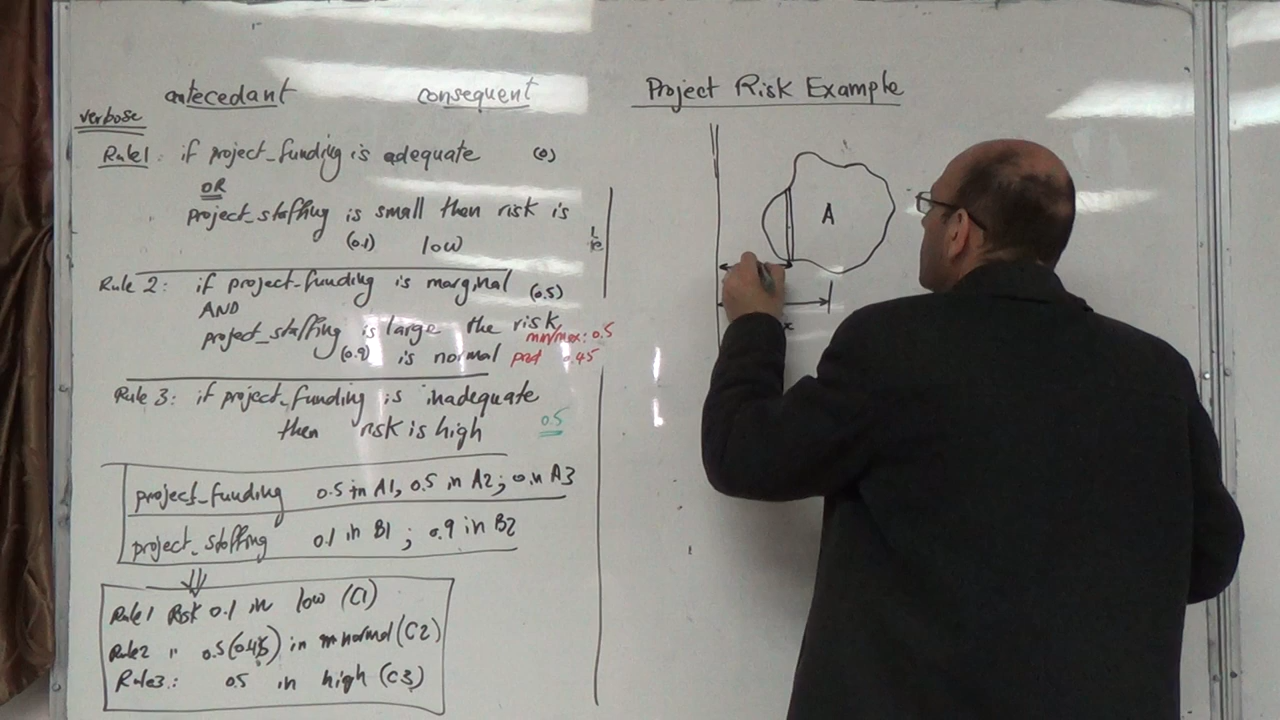 antecedant consequent
verbose
Rule1: if project_funding is adequate (0)
OR
project_staffing is small then risk is
(0.1) low
Rule 2: if project_funding is marginal (0.5)
AND
project_staffing is large the risk
(0.9) is normal
min/max: 0.5
prod 0.45
Rule 3: if project_funding is inadequate
then risk is high 0.5
project_funding 0.5 in A1, 0.5 in A2; A3
project_staffing 0.1 in B1 ; 0.9 in B2
Rule1 Risk 0.1 in low (C1)
Rule2 " 0.5(0.45) in normal (C2)
Rule3: 0.5 in high (C3)
Project Risk Example
A
x